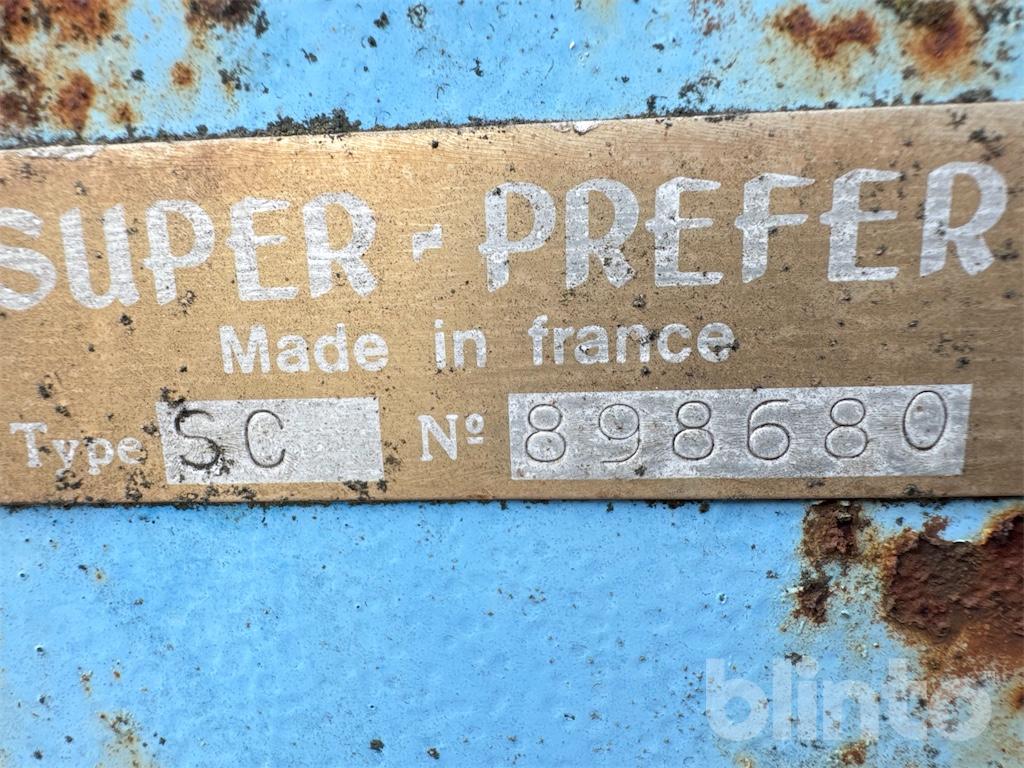 SUPER-PREFER
Made in france
Type SC Nº 898680
blinto